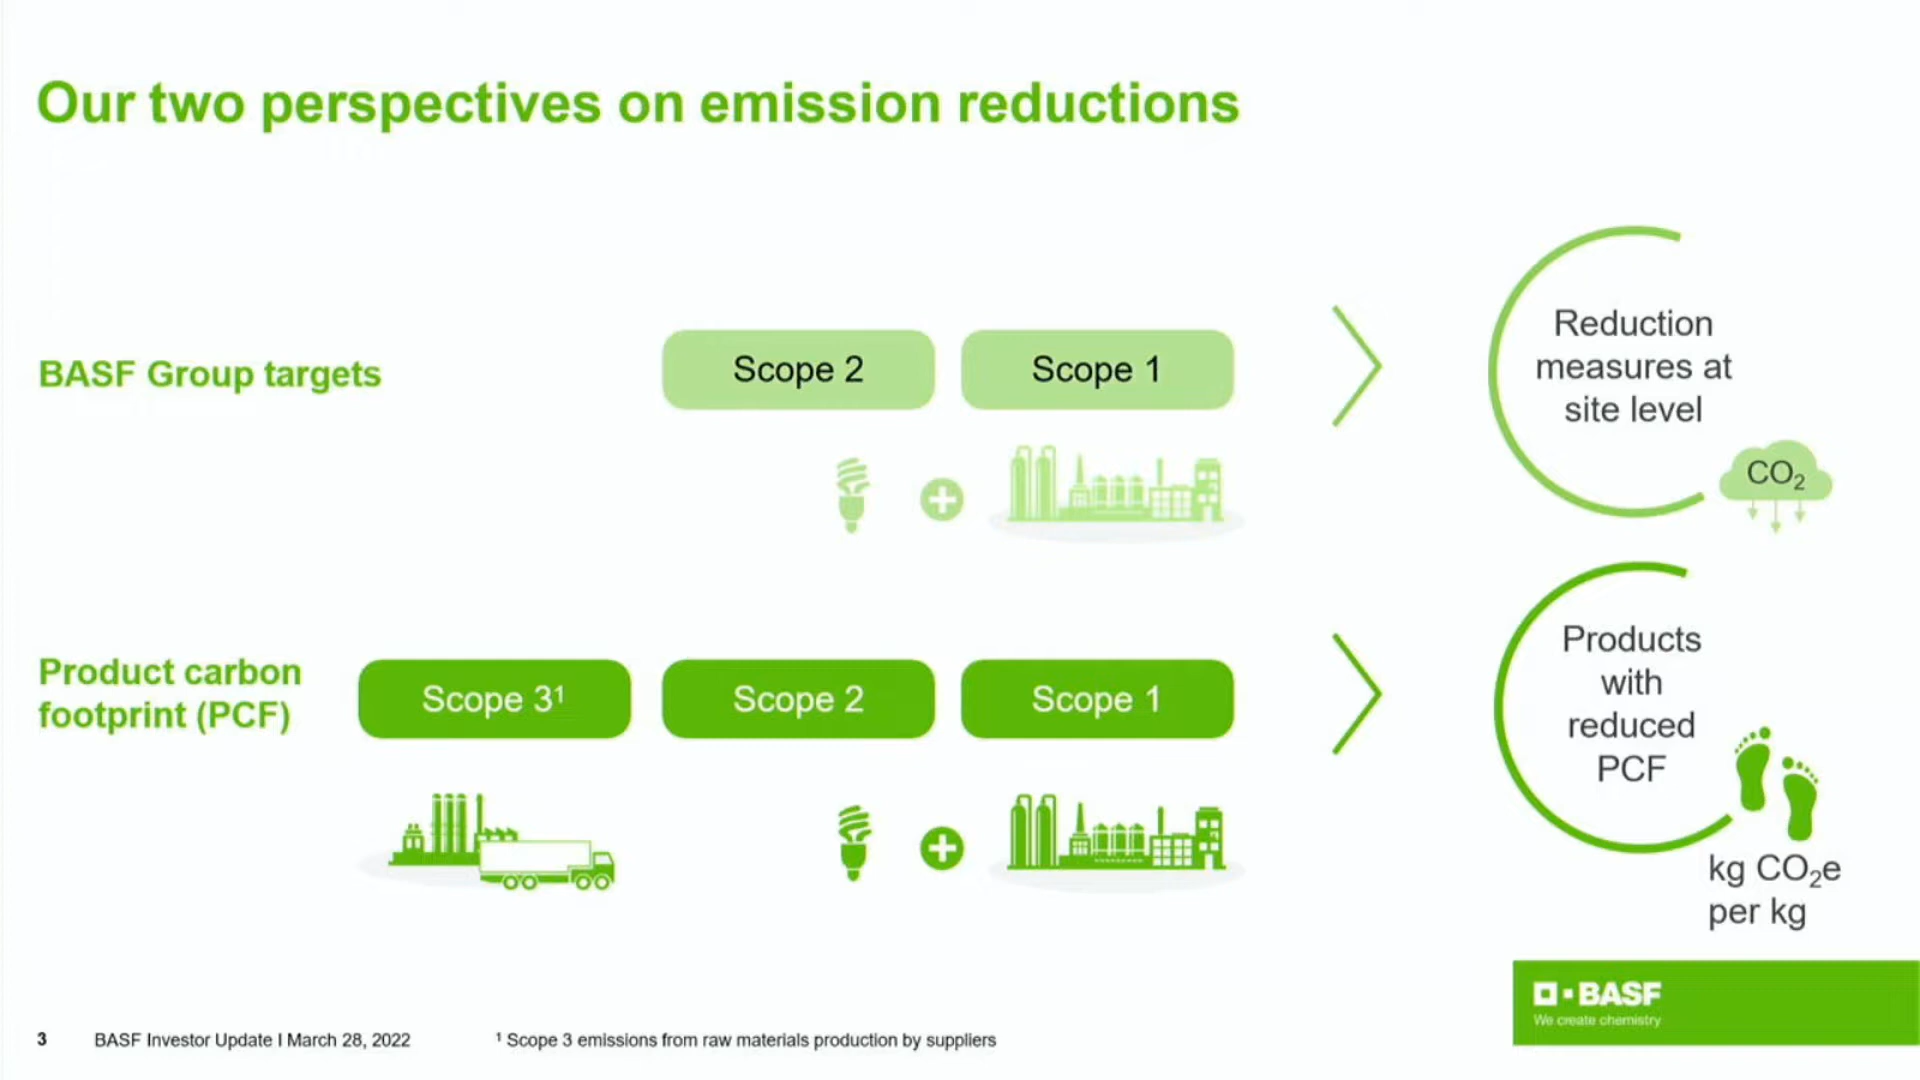 Our two perspectives on emission reductions
BASF Group targets
Scope 2
Scope 1
Reduction
measures at
site level
CO₂
Product carbon
footprint (PCF)
Scope 3¹
Scope 2
Scope 1
Products
with
reduced
PCF
kg CO₂e
per kg
BASF
We create chemistry
3
BASF Investor Update I March 28, 2022
¹ Scope 3 emissions from raw materials production by suppliers